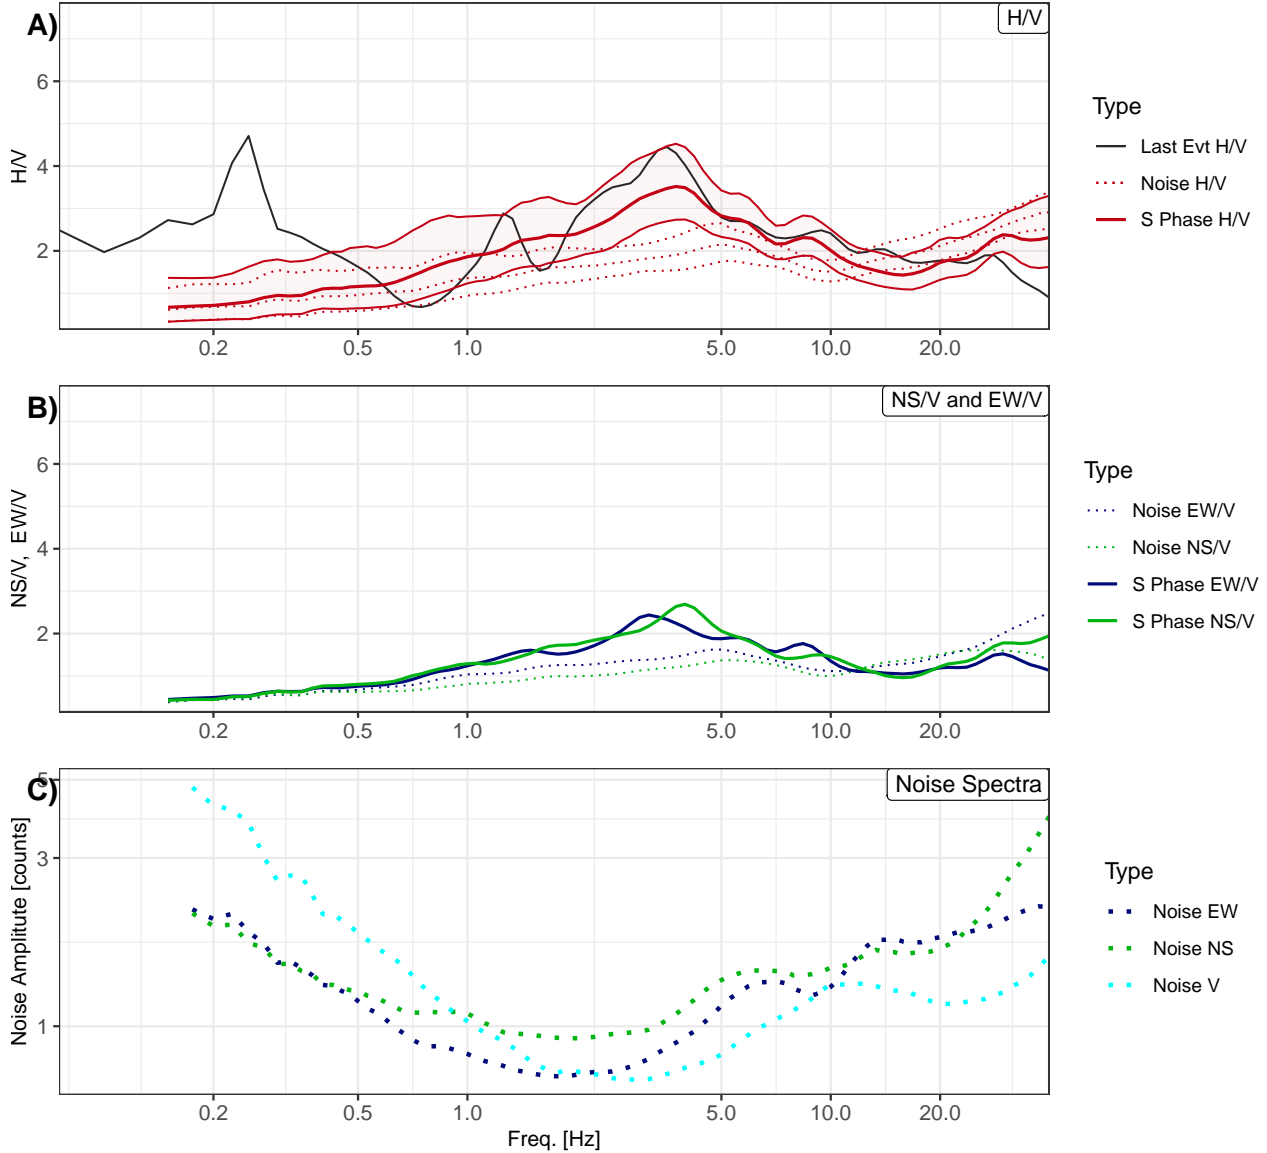 A)
H/V
6
4
2
H/V
0.2 0.5 1.0 5.0 10.0 20.0
Type
Last Evt H/V
Noise H/V
S Phase H/V
B)
NS/V and EW/V
6
4
2
NS/V, EW/V
0.2 0.5 1.0 5.0 10.0 20.0
Type
Noise EW/V
Noise NS/V
S Phase EW/V
S Phase NS/V
C)
Noise Spectra
5
3
1
Noise Amplitude [counts]
0.2 0.5 1.0 5.0 10.0 20.0
Freq. [Hz]
Type
Noise EW
Noise NS
Noise V